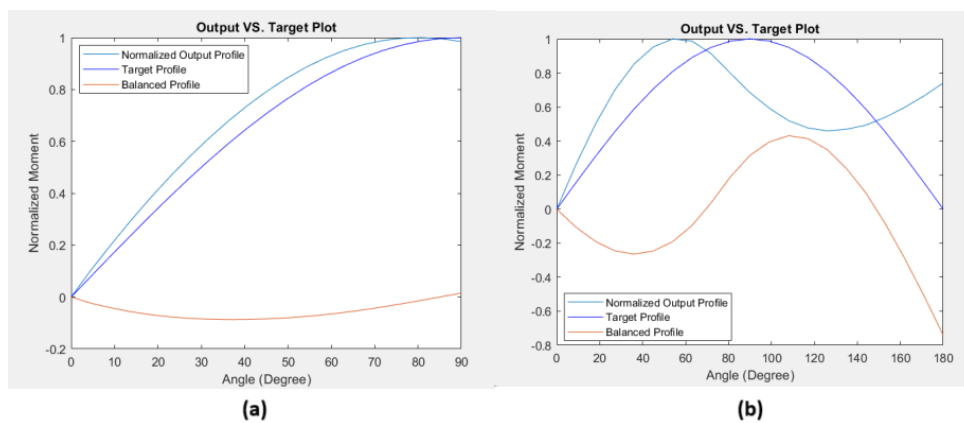 Output VS. Target Plot
Normalized Moment
1
0.8
0.6
0.4
0.2
0
-0.2
Normalized Output Profile
Target Profile
Balanced Profile
0 10 20 30 40 50 60 70 80 90
Angle (Degree)
(a)
Output VS. Target Plot
Normalized Moment
1
0.8
0.6
0.4
0.2
0
-0.2
-0.4
-0.6
-0.8
Normalized Output Profile
Target Profile
Balanced Profile
0 20 40 60 80 100 120 140 160 180
Angle (Degree)
(b)